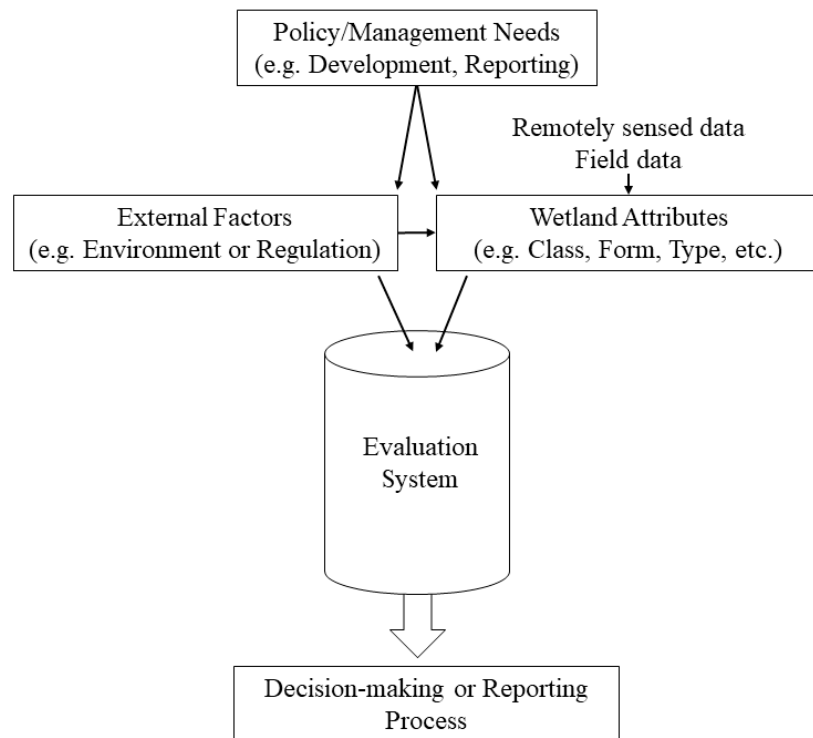 Policy/Management Needs
(e.g. Development, Reporting)
Remotely sensed data
Field data
External Factors
(e.g. Environment or Regulation)
Wetland Attributes
(e.g. Class, Form, Type, etc.)
Evaluation
System
Decision-making or Reporting
Process